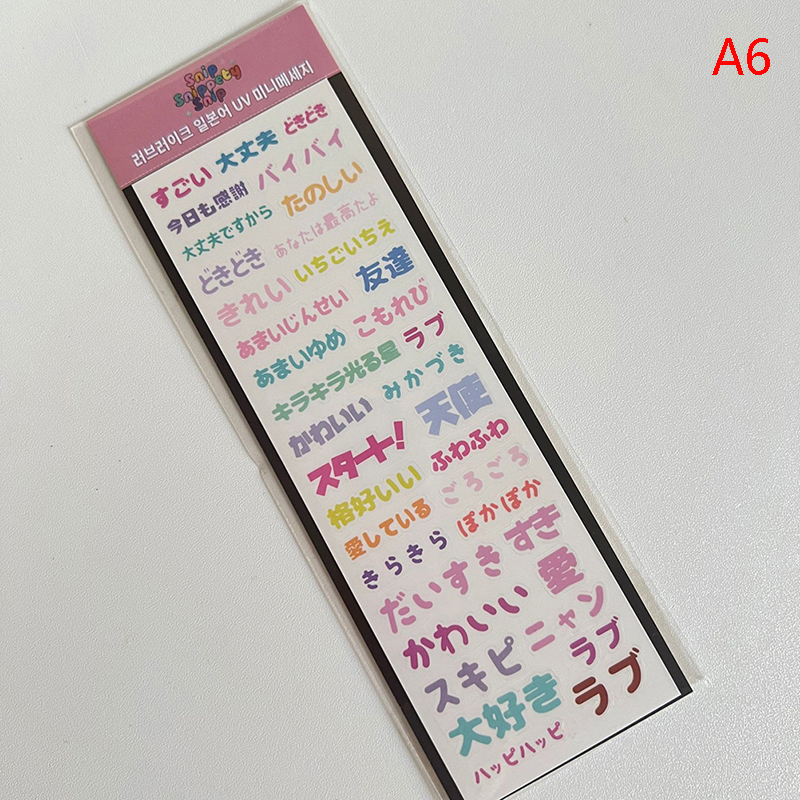 A6
Snip
Snippety
Snip
러브러이크 일본어 UV 미니메세지
すごい 大丈夫 どきどき
今日も感謝 バイバイ
大丈夫ですから たのしい
どきどき あなたは最高たよ
きれい いちごいちえ
あまいじんせい こもれび 友達
あまいゆめ ラブ
キラキラ光る星 みかづき
かわいい 天使
スタート! ふわふわ
格好いい ごろごろ
愛している ぽかぽか
きらきら すき
だいすき 愛
かわいい ニャン
スキピ ラブ
大好き ラブ
ハッピハッピ